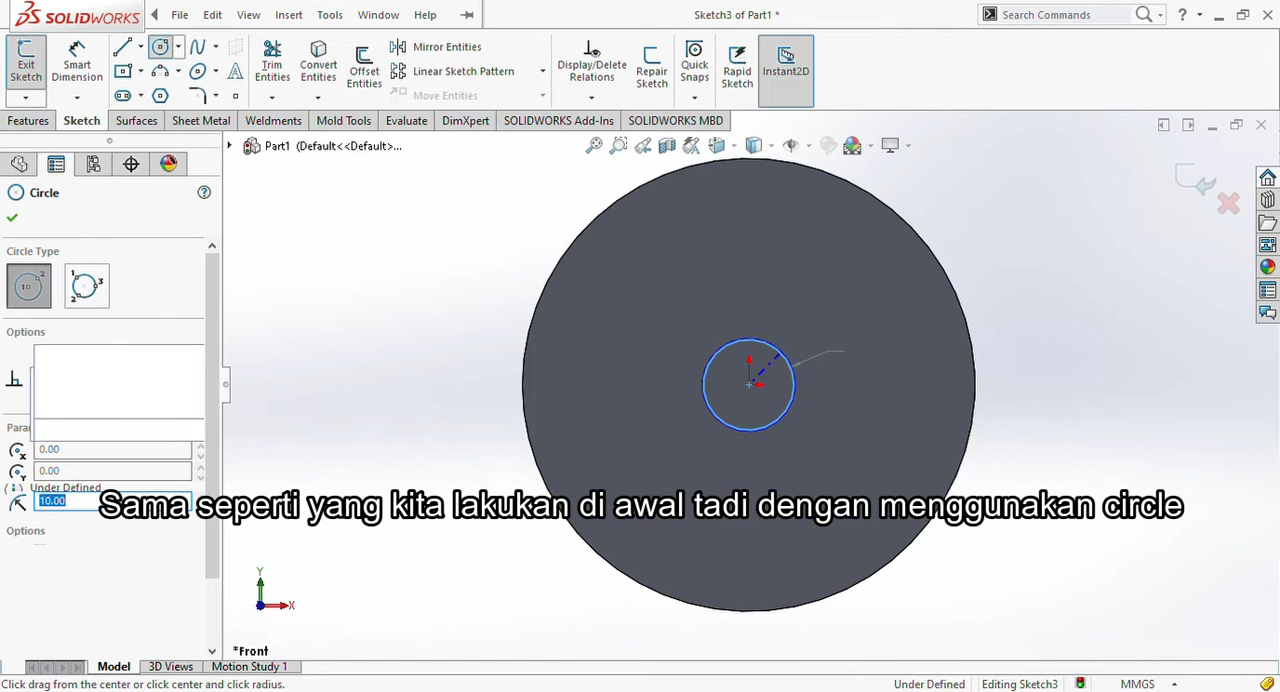 SOLIDWORKS
File Edit View Insert Tools Window Help
Sketch3 of Part1 *
Search Commands
?
Exit Sketch
Smart Dimension
Trim Entities
Convert Entities
Offset Entities
Mirror Entities
Linear Sketch Pattern
Move Entities
Display/Delete Relations
Repair Sketch
Quick Snaps
Rapid Sketch
Instant2D
Features Sketch Surfaces Sheet Metal Weldments Mold Tools Evaluate DimXpert SOLIDWORKS Add-Ins SOLIDWORKS MBD
Part1 (Default<<Default>...
Circle
Circle Type
Options
Para
0.00
0.00
Under Defined
10.00
Sama seperti yang kita lakukan di awal tadi dengan menggunakan circle
Options
Y
X
*Front
Model 3D Views Motion Study 1
Click drag from the center or click center and click radius.
Under Defined Editing Sketch3 MMGS